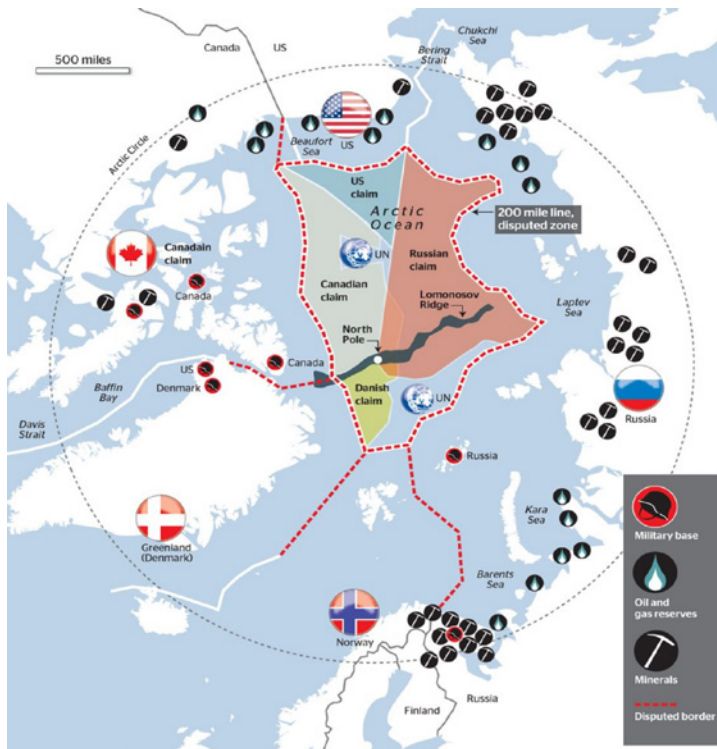 Chukchi
Sea
Canada
US
Bering
Strait
500 miles
Arctic Circle
Beaufort
Sea
US
US
claim
Arctic
Ocean
200 mile line,
disputed zone
Canadain
claim
UN
Russian
claim
Canadian
claim
Canada
Lomonosov
Ridge
Laptev
Sea
North
Pole
US
Canada
Denmark
Baffin
Bay
Danish
claim
UN
Russia
Davis
Strait
Russia
Kara
Sea
Military base
Greenland
(Denmark)
Barents
Sea
Oil and
gas reserves
Norway
Minerals
Russia
Finland
Disputed border